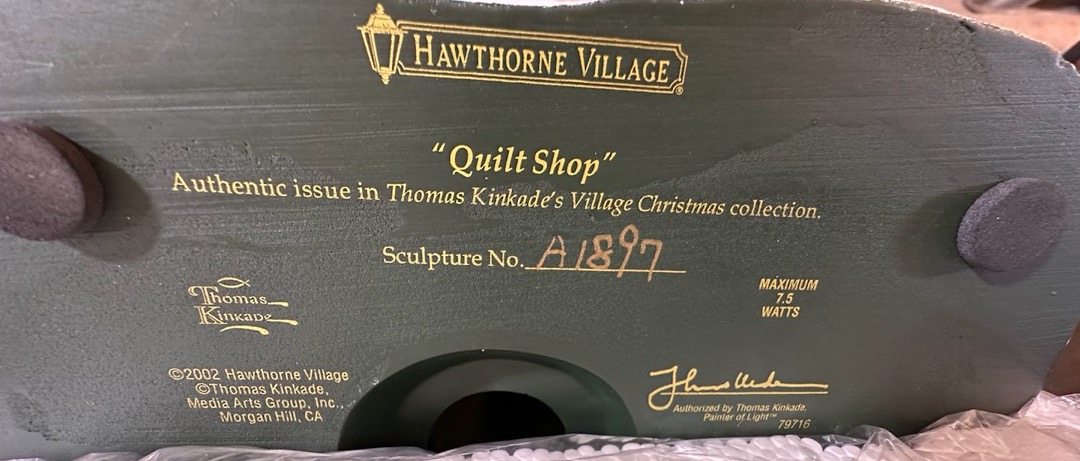 HAWTHORNE VILLAGE®
"Quilt Shop"
Authentic issue in Thomas Kinkade's Village Christmas collection.
Sculpture No. A1897
MAXIMUM
7.5
WATTS
Thomas
Kinkade
©2002 Hawthorne Village
©Thomas Kinkade,
Media Arts Group, Inc.,
Morgan Hill, CA
Authorized by Thomas Kinkade,
Painter of Light™
79716